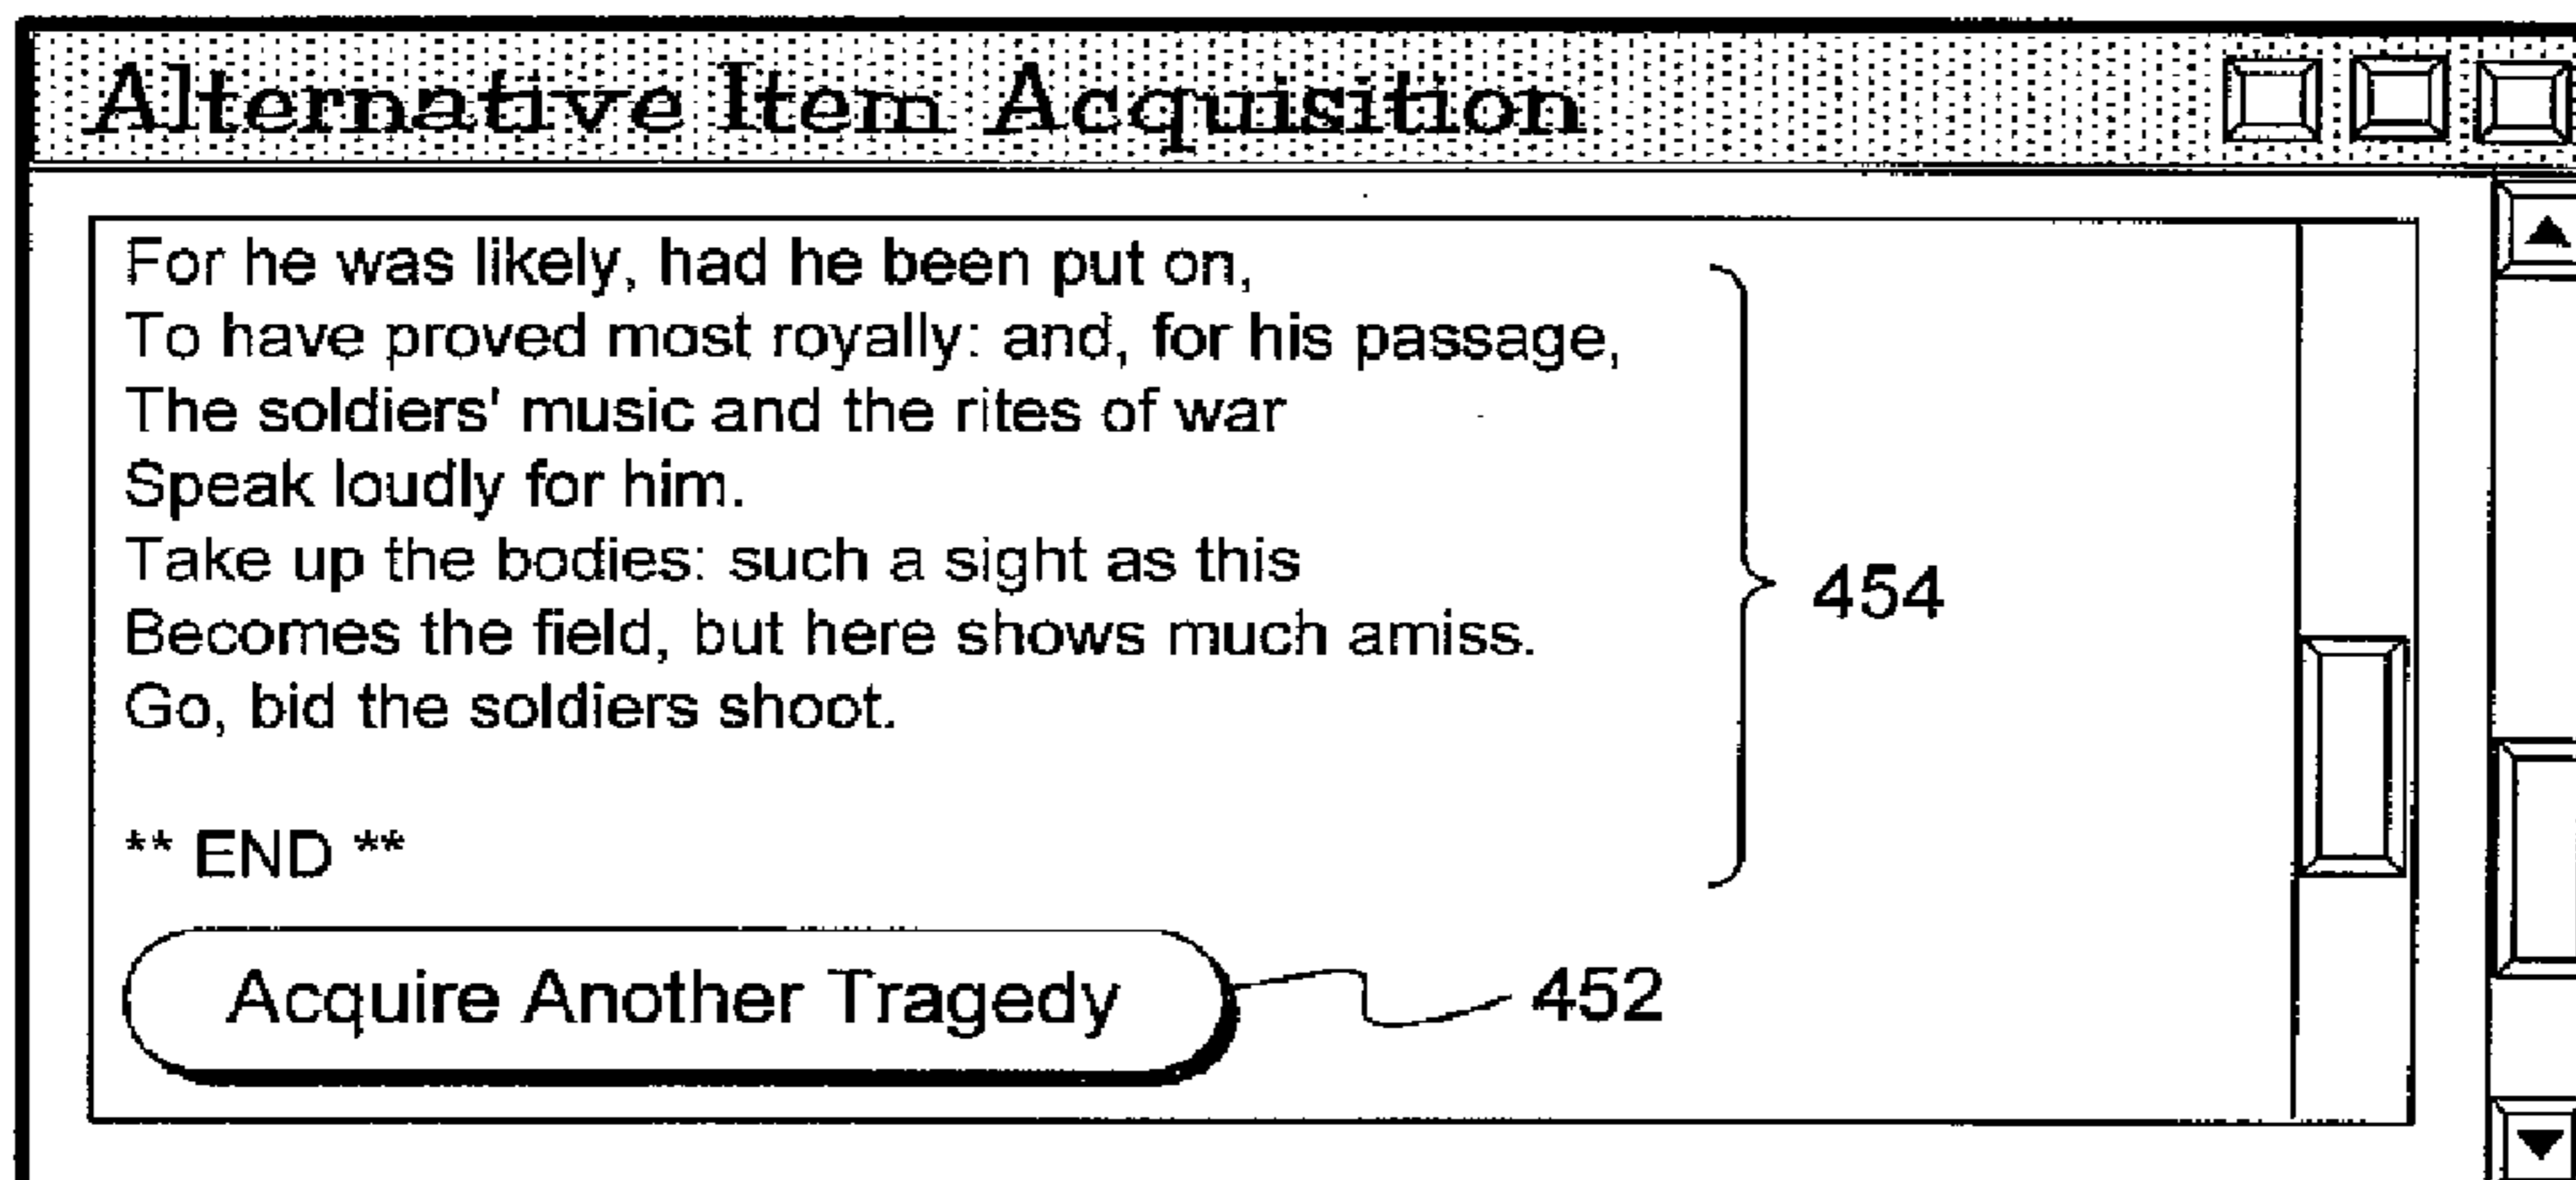 Alternative Item Acquisition
For he was likely, had he been put on,
To have proved most royally: and, for his passage,
The soldiers' music and the rites of war
Speak loudly for him.
Take up the bodies: such a sight as this
Becomes the field, but here shows much amiss.
Go, bid the soldiers shoot.
454
** END **
Acquire Another Tragedy
452